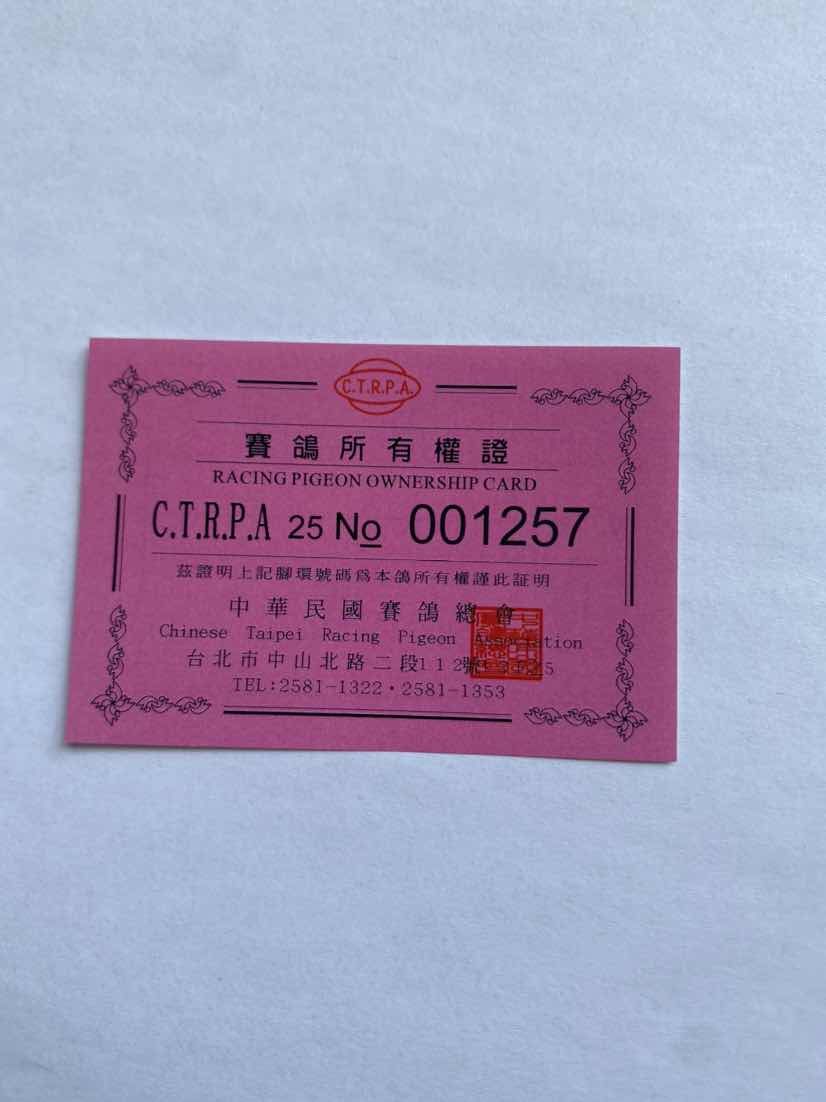 C.T.R.P.A.
賽鴿所有權證
RACING PIGEON OWNERSHIP CARD
C.T.R.P.A 25 No 001257
茲證明上記腳環號碼爲本鴿所有權謹此証明
中華民國賽鴿總會
Chinese Taipei Racing Pigeon Association
台北市中山北路二段112號
TEL:2581-1322・2581-1353